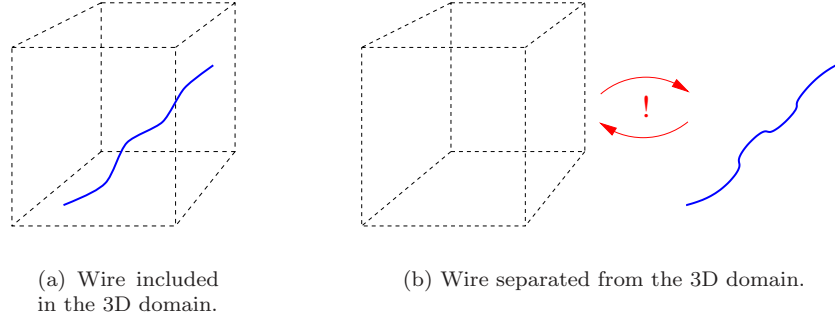 !
(a) Wire included
in the 3D domain.
(b) Wire separated from the 3D domain.